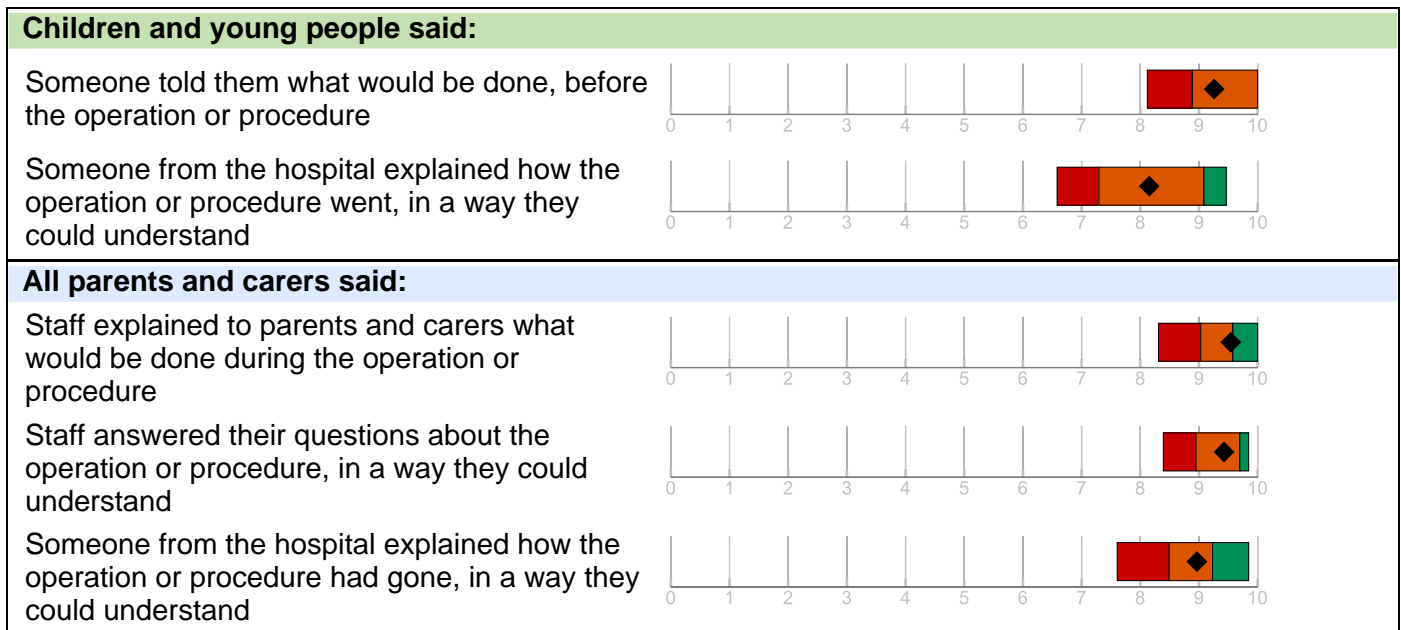 Children and young people said:
Someone told them what would be done, before
the operation or procedure
0 1 2 3 4 5 6 7 8 9 10
Someone from the hospital explained how the
operation or procedure went, in a way they
could understand
0 1 2 3 4 5 6 7 8 9 10
All parents and carers said:
Staff explained to parents and carers what
would be done during the operation or
procedure
0 1 2 3 4 5 6 7 8 9 10
Staff answered their questions about the
operation or procedure, in a way they could
understand
0 1 2 3 4 5 6 7 8 9 10
Someone from the hospital explained how the
operation or procedure had gone, in a way they
could understand
0 1 2 3 4 5 6 7 8 9 10